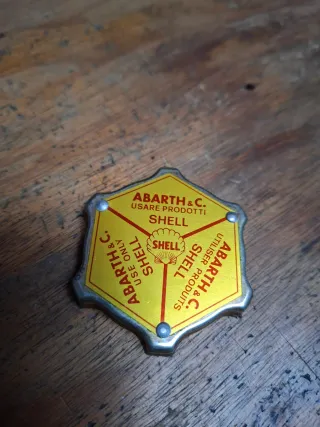 ABARTH & C.
USARE PRODOTTI
SHELL
SHELL
ABARTH & C.
UTILISER PRODUITS
SHELL
ABARTH & C.
USE ONLY
SHELL